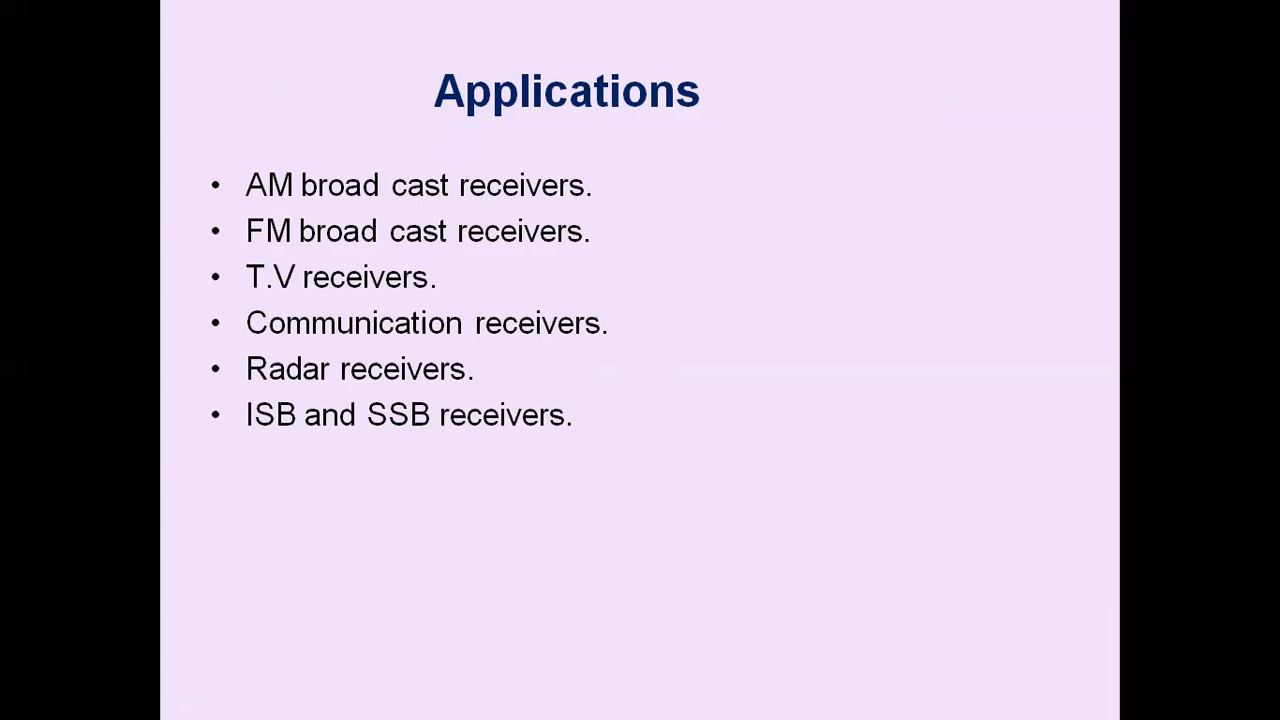 Applications
• AM broad cast receivers.
• FM broad cast receivers.
• T.V receivers.
• Communication receivers.
• Radar receivers.
• ISB and SSB receivers.